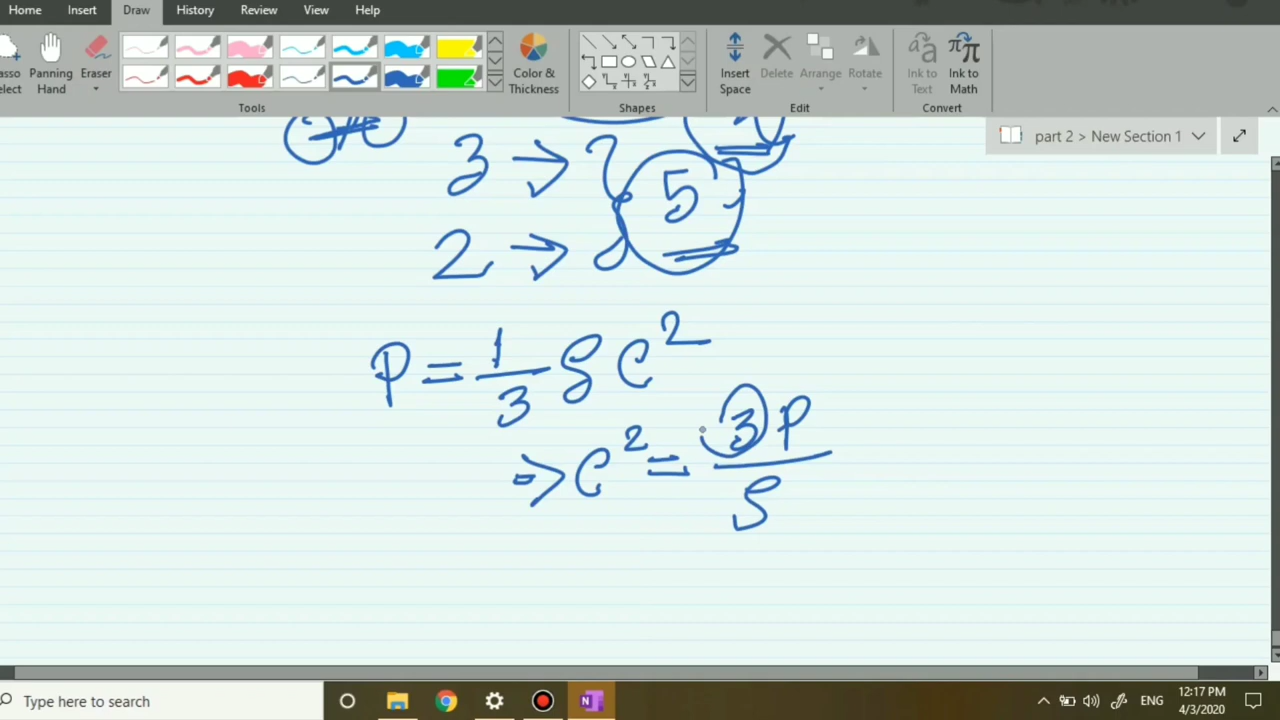 Home Insert Draw History Review View Help
asso
elect
Panning
Hand
Eraser
Color &
Thickness
Insert
Space
Delete
Arrange
Rotate
Ink to
Text
Ink to
Math
Tools
Shapes
Edit
Convert
part 2 > New Section 1
3 →
5
2 →
P = 1/3 ρ C²
⇒ C² = 3P/ρ
Type here to search
ENG
12:17 PM
4/3/2020